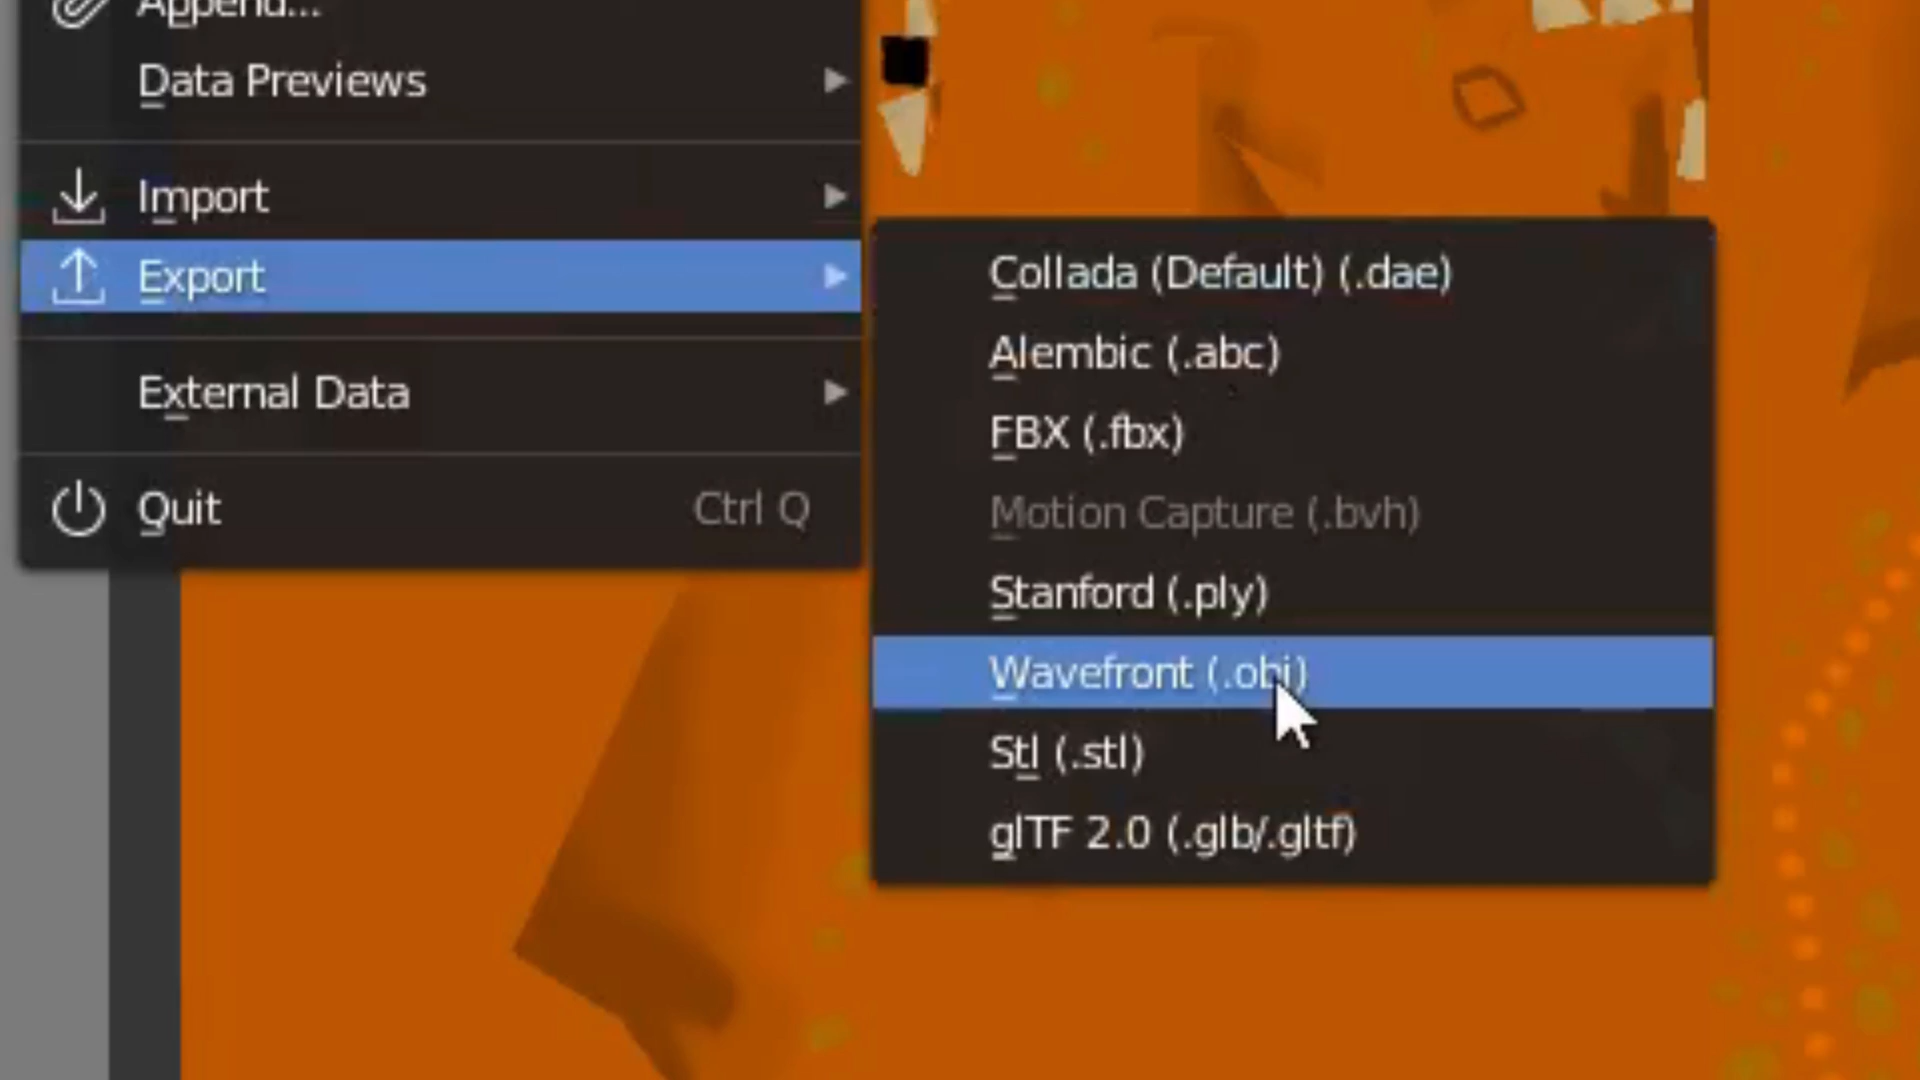 Append...
Data Previews
Import
Export
External Data
Quit Ctrl Q
Collada (Default) (.dae)
Alembic (.abc)
FBX (.fbx)
Motion Capture (.bvh)
Stanford (.ply)
Wavefront (.obj)
Stl (.stl)
glTF 2.0 (.glb/.gltf)